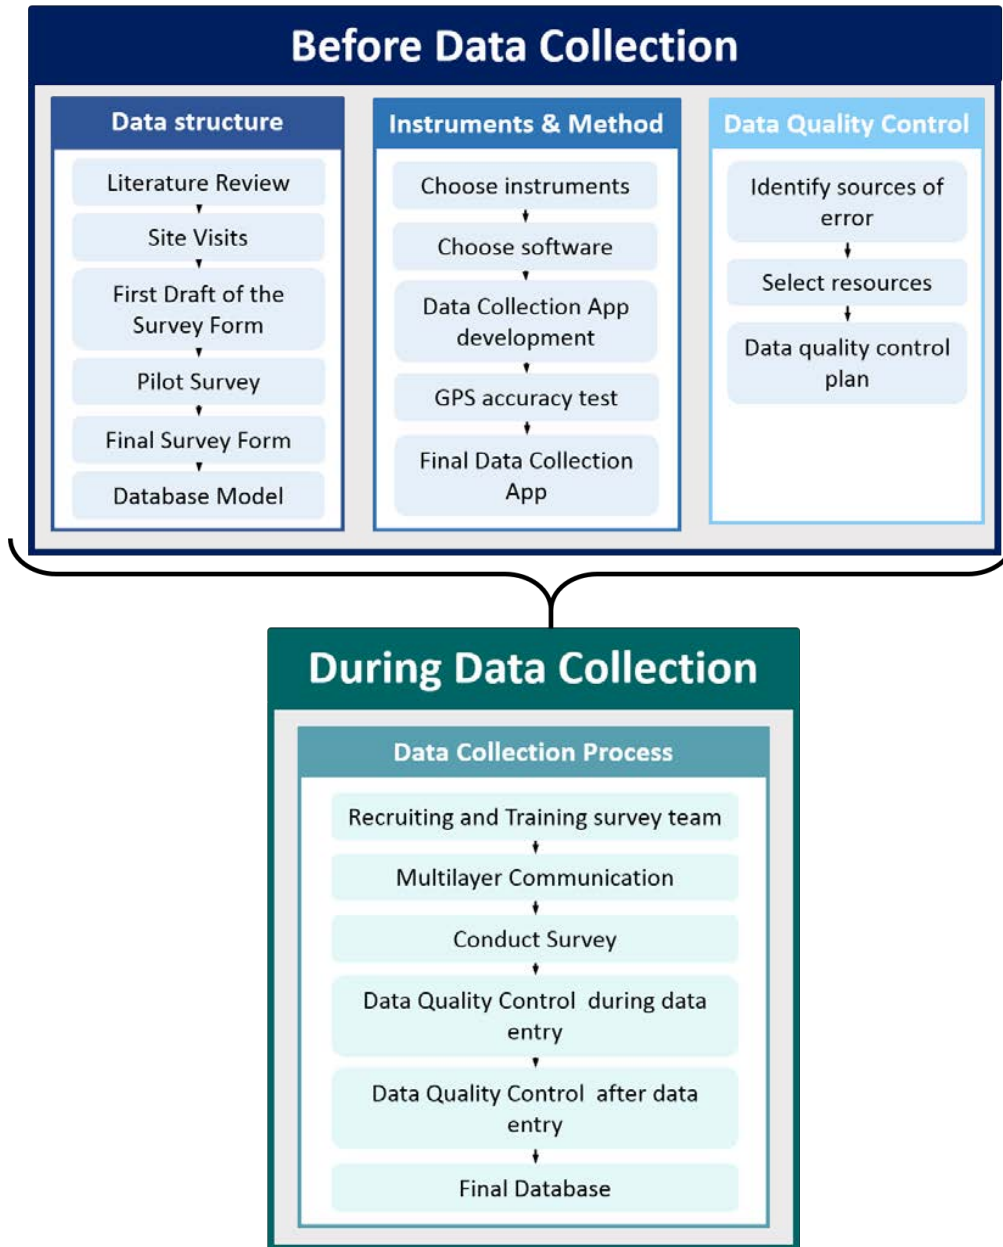 Before Data Collection
Data structure
Literature Review
Site Visits
First Draft of the
Survey Form
Pilot Survey
Final Survey Form
Database Model
Instruments & Method
Choose instruments
Choose software
Data Collection App
development
GPS accuracy test
Final Data Collection
App
Data Quality Control
Identify sources of
error
Select resources
Data quality control
plan
During Data Collection
Data Collection Process
Recruiting and Training survey team
Multilayer Communication
Conduct Survey
Data Quality Control during data
entry
Data Quality Control after data
entry
Final Database